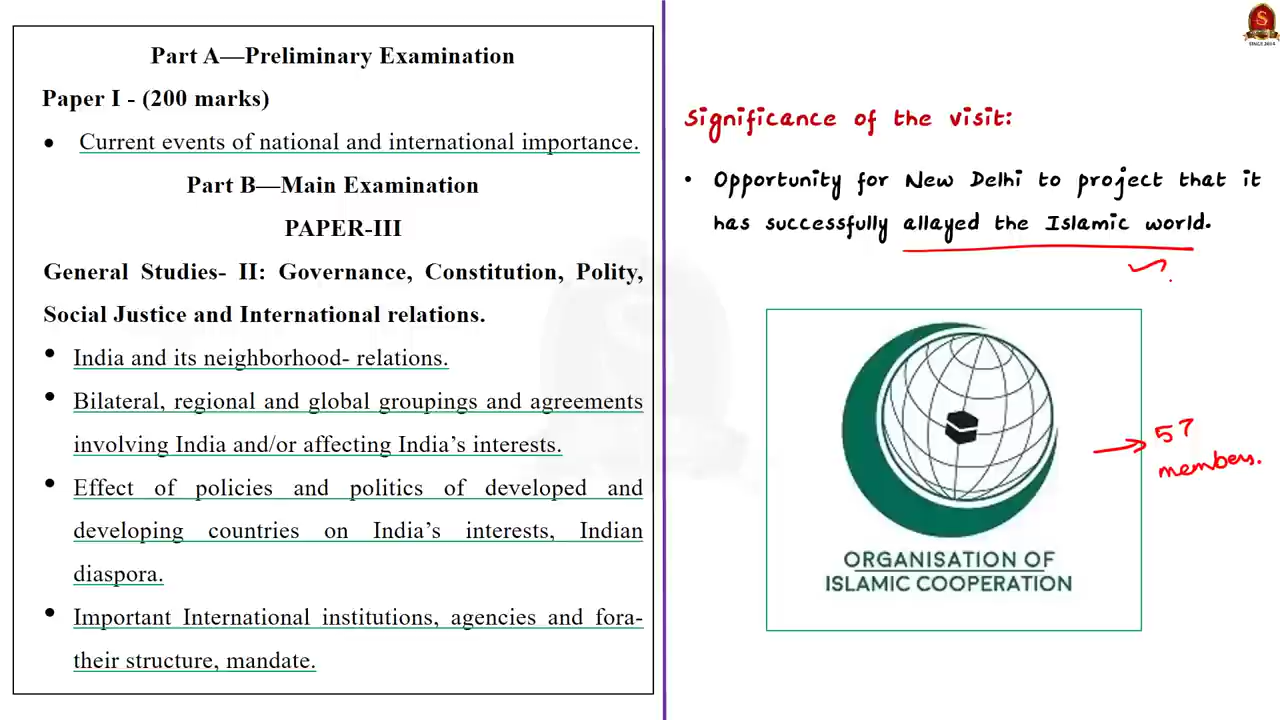 Part A—Preliminary Examination
Paper I - (200 marks)
• Current events of national and international importance.
Part B—Main Examination
PAPER-III
General Studies- II: Governance, Constitution, Polity,
Social Justice and International relations.
• India and its neighborhood- relations.
• Bilateral, regional and global groupings and agreements
involving India and/or affecting India's interests.
• Effect of policies and politics of developed and
developing countries on India's interests, Indian
diaspora.
• Important International institutions, agencies and fora-
their structure, mandate.
S
SINCE 2014
Significance of the visit:
• Opportunity for New Delhi to project that it
has successfully allayed the Islamic world.
57
members.
ORGANISATION OF
ISLAMIC COOPERATION